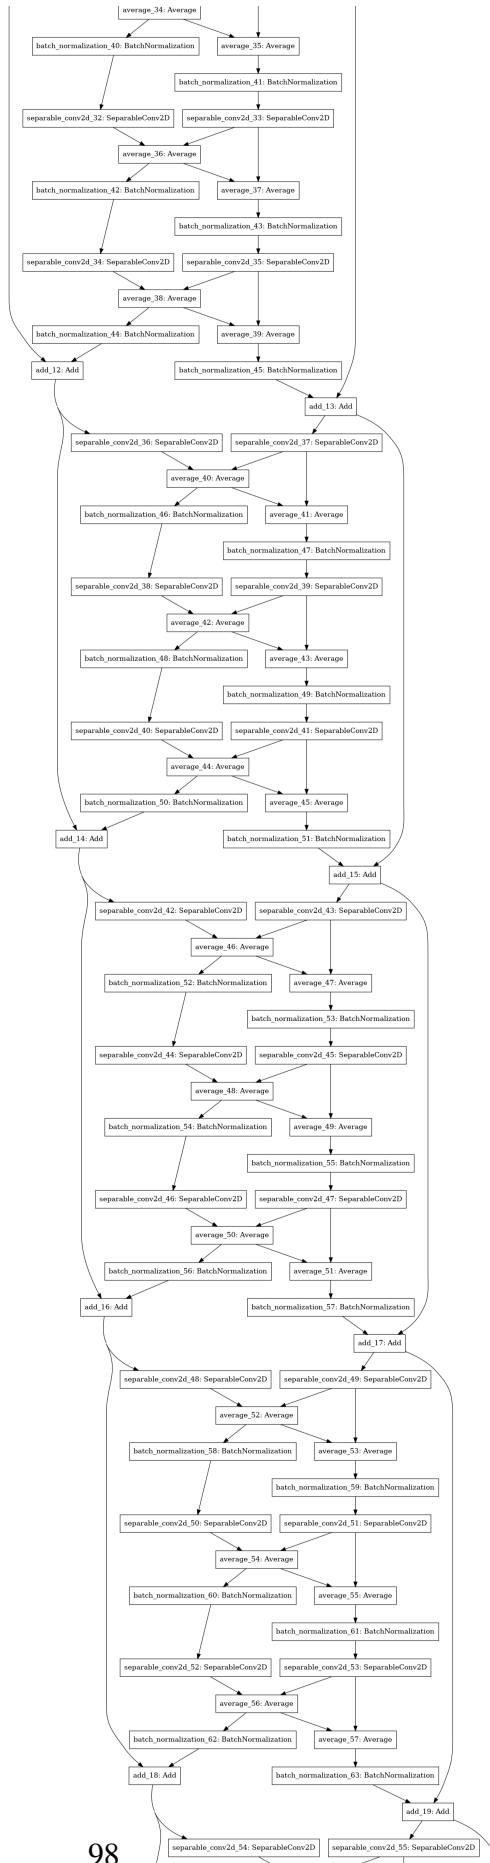 average_34: Average
batch_normalization_40: BatchNormalization
average_35: Average
batch_normalization_41: BatchNormalization
separable_conv2d_32: SeparableConv2D
separable_conv2d_33: SeparableConv2D
average_36: Average
batch_normalization_42: BatchNormalization
average_37: Average
batch_normalization_43: BatchNormalization
separable_conv2d_34: SeparableConv2D
separable_conv2d_35: SeparableConv2D
average_38: Average
batch_normalization_44: BatchNormalization
average_39: Average
add_12: Add
batch_normalization_45: BatchNormalization
add_13: Add
separable_conv2d_36: SeparableConv2D
separable_conv2d_37: SeparableConv2D
average_40: Average
batch_normalization_46: BatchNormalization
average_41: Average
batch_normalization_47: BatchNormalization
separable_conv2d_38: SeparableConv2D
separable_conv2d_39: SeparableConv2D
average_42: Average
batch_normalization_48: BatchNormalization
average_43: Average
batch_normalization_49: BatchNormalization
separable_conv2d_40: SeparableConv2D
separable_conv2d_41: SeparableConv2D
average_44: Average
batch_normalization_50: BatchNormalization
average_45: Average
add_14: Add
batch_normalization_51: BatchNormalization
add_15: Add
separable_conv2d_42: SeparableConv2D
separable_conv2d_43: SeparableConv2D
average_46: Average
batch_normalization_52: BatchNormalization
average_47: Average
batch_normalization_53: BatchNormalization
separable_conv2d_44: SeparableConv2D
separable_conv2d_45: SeparableConv2D
average_48: Average
batch_normalization_54: BatchNormalization
average_49: Average
batch_normalization_55: BatchNormalization
separable_conv2d_46: SeparableConv2D
separable_conv2d_47: SeparableConv2D
average_50: Average
batch_normalization_56: BatchNormalization
average_51: Average
add_16: Add
batch_normalization_57: BatchNormalization
add_17: Add
separable_conv2d_48: SeparableConv2D
separable_conv2d_49: SeparableConv2D
average_52: Average
batch_normalization_58: BatchNormalization
average_53: Average
batch_normalization_59: BatchNormalization
separable_conv2d_50: SeparableConv2D
separable_conv2d_51: SeparableConv2D
average_54: Average
batch_normalization_60: BatchNormalization
average_55: Average
batch_normalization_61: BatchNormalization
separable_conv2d_52: SeparableConv2D
separable_conv2d_53: SeparableConv2D
average_56: Average
batch_normalization_62: BatchNormalization
average_57: Average
add_18: Add
batch_normalization_63: BatchNormalization
add_19: Add
separable_conv2d_54: SeparableConv2D
separable_conv2d_55: SeparableConv2D
98